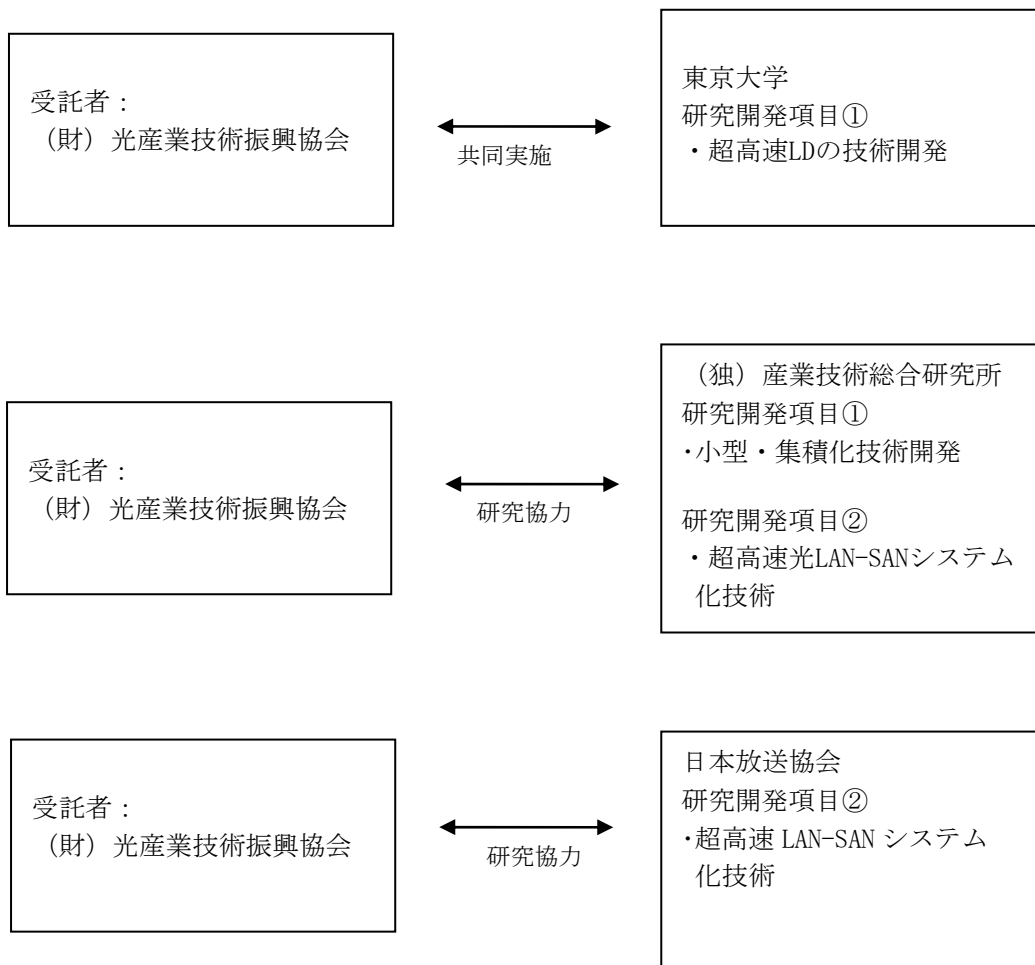 受託者：
（財）光産業技術振興協会
共同実施
東京大学
研究開発項目①
・超高速LDの技術開発
受託者：
（財）光産業技術振興協会
研究協力
（独）産業技術総合研究所
研究開発項目①
・小型・集積化技術開発
研究開発項目②
・超高速光LAN-SANシステム
化技術
受託者：
（財）光産業技術振興協会
研究協力
日本放送協会
研究開発項目②
・超高速 LAN-SAN システム
化技術